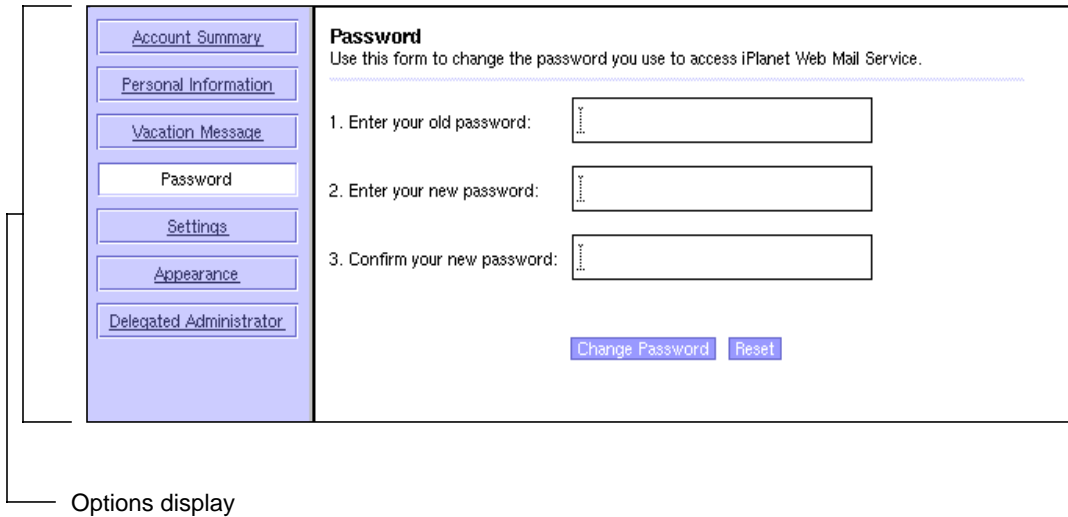 Account Summary
Personal Information
Vacation Message
Password
Settings
Appearance
Delegated Administrator
Password
Use this form to change the password you use to access iPlanet Web Mail Service.
1. Enter your old password:
2. Enter your new password:
3. Confirm your new password:
Change Password
Reset
Options display